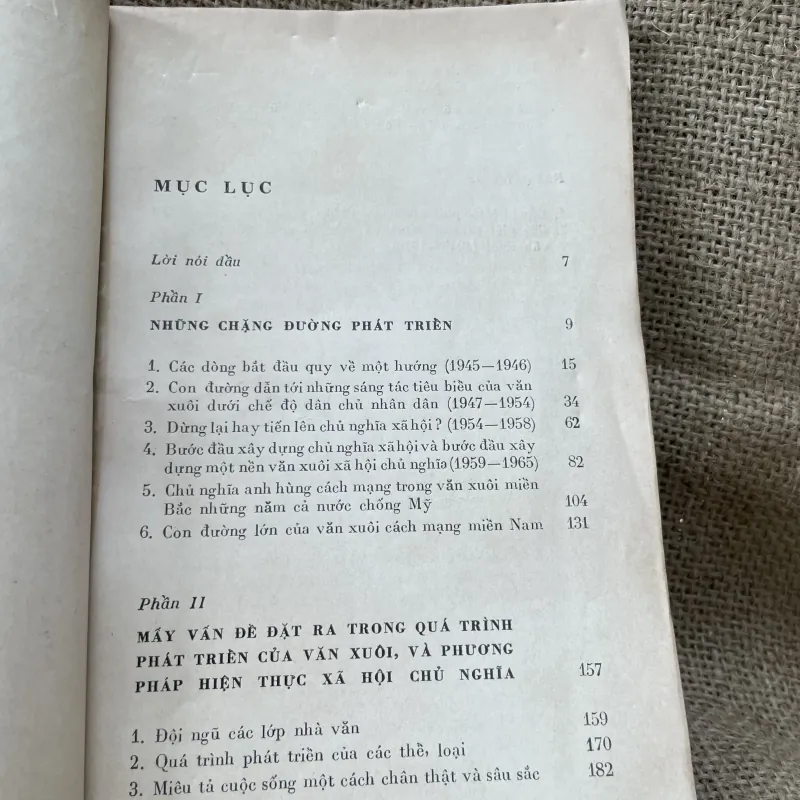 MỤC LỤC
Lời nói đầu 7
Phần I
NHỮNG CHẶNG ĐƯỜNG PHÁT TRIỂN 9
1. Các dòng bắt đầu quy về một hướng (1945—1946) 15
2. Con đường dẫn tới những sáng tác tiêu biểu của văn
xuôi dưới chế độ dân chủ nhân dân (1947—1954) 34
3. Dừng lại hay tiến lên chủ nghĩa xã hội ? (1954—1958) 62
4. Bước đầu xây dựng chủ nghĩa xã hội và bước đầu xây
dựng một nền văn xuôi xã hội chủ nghĩa (1959—1965) 82
5. Chủ nghĩa anh hùng cách mạng trong văn xuôi miền
Bắc những năm cả nước chống Mỹ 104
6. Con đường lớn của văn xuôi cách mạng miền Nam 131
Phần II
MẤY VẤN ĐỀ ĐẶT RA TRONG QUÁ TRÌNH
PHÁT TRIỂN CỦA VĂN XUÔI, VÀ PHƯƠNG
PHÁP HIỆN THỰC XÃ HỘI CHỦ NGHĨA 157
1. Đội ngũ các lớp nhà văn 159
2. Quá trình phát triển của các thể, loại 170
3. Miêu tả cuộc sống một cách chân thật và sâu sắc 182